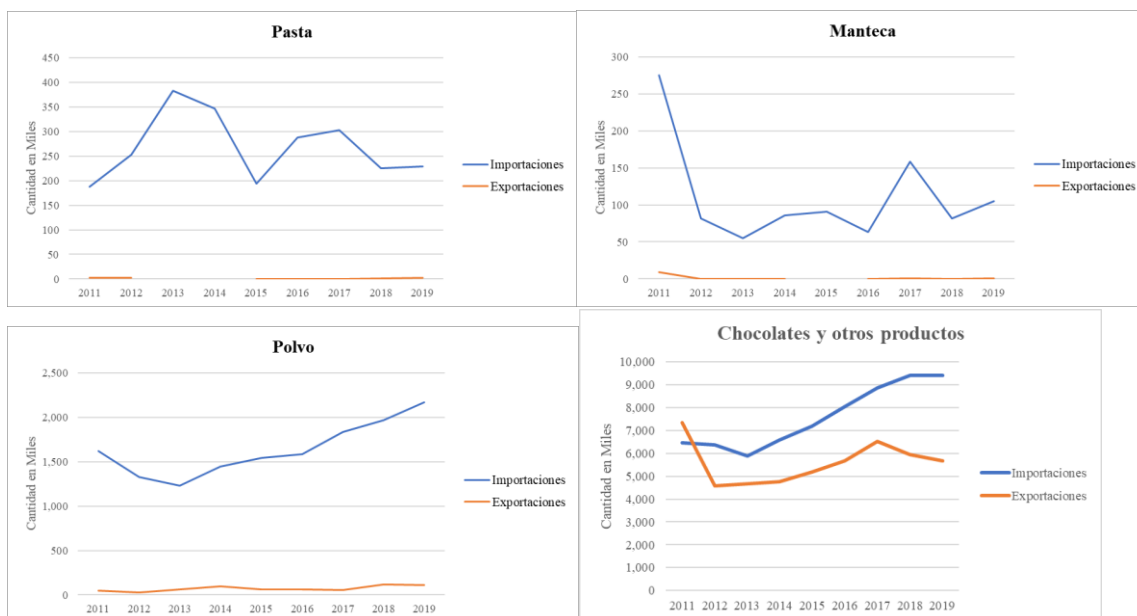 Pasta
450
400
350
300
250
200
150
100
50
0
Cantidad en Miles
2011 2012 2013 2014 2015 2016 2017 2018 2019
Importaciones
Exportaciones
Manteca
300
250
200
150
100
50
0
Cantidad en Miles
2011 2012 2013 2014 2015 2016 2017 2018 2019
Importaciones
Exportaciones
Polvo
2,500
2,000
1,500
1,000
500
0
Cantidad en Miles
2011 2012 2013 2014 2015 2016 2017 2018 2019
Importaciones
Exportaciones
Chocolates y otros productos
10,000
9,000
8,000
7,000
6,000
5,000
4,000
3,000
2,000
1,000
0
Cantidad en Miles
2011 2012 2013 2014 2015 2016 2017 2018 2019
Importaciones
Exportaciones